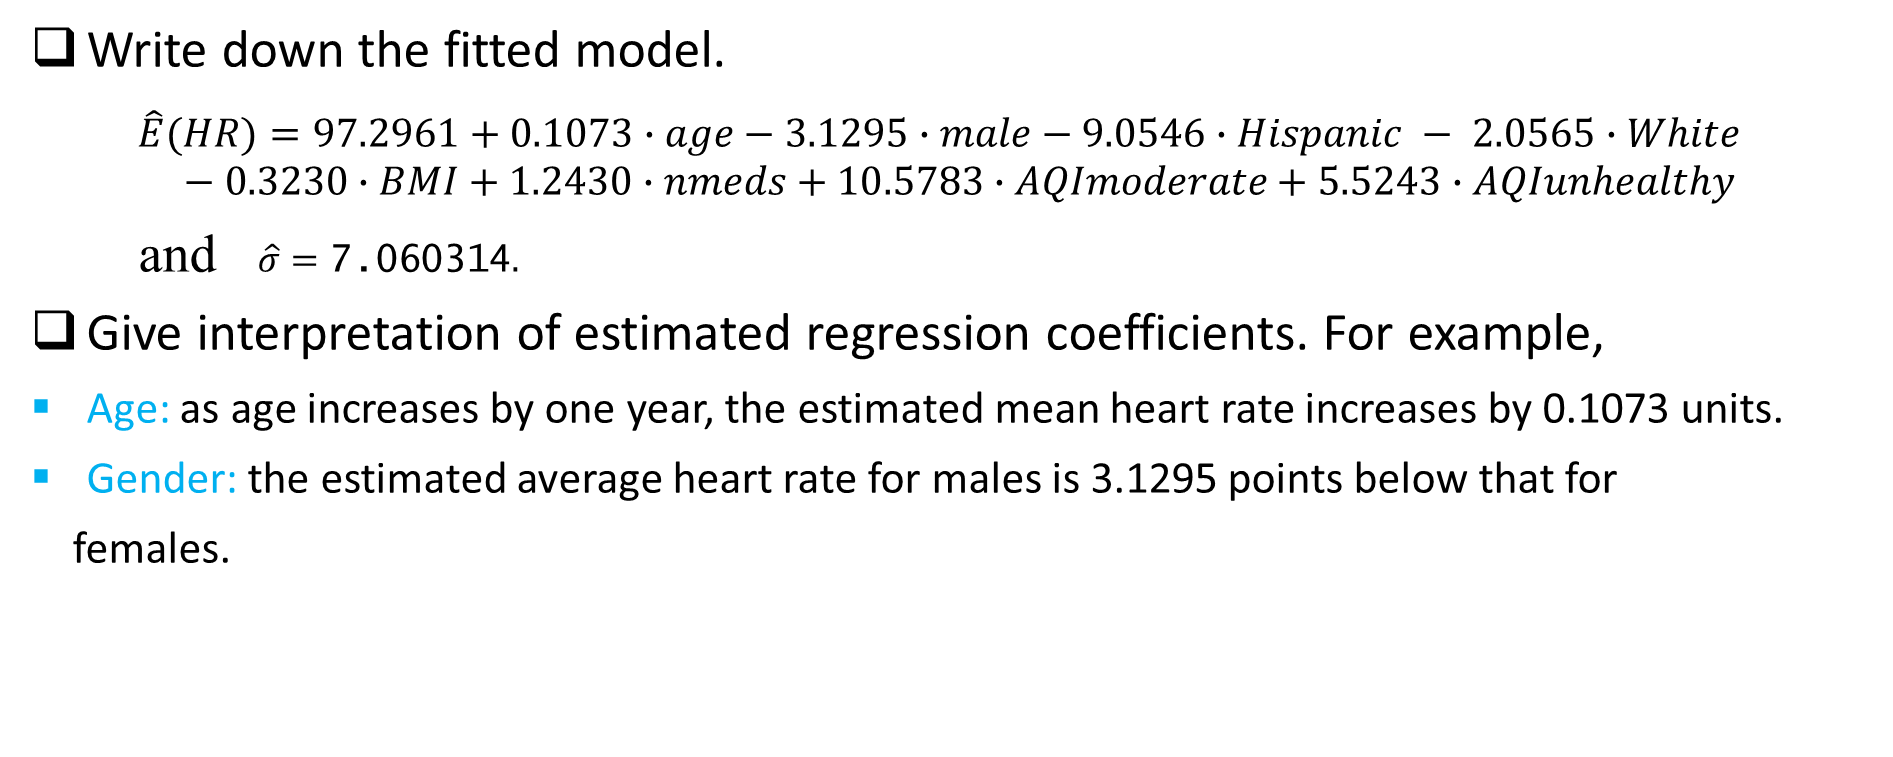 ❑ Write down the fitted model.
Ê(HR) = 97.2961 + 0.1073 · age − 3.1295 · male − 9.0546 · Hispanic − 2.0565 · White
− 0.3230 · BMI + 1.2430 · nmeds + 10.5783 · AQImoderate + 5.5243 · AQIunhealthy
and σ̂ = 7.060314.
❑ Give interpretation of estimated regression coefficients. For example,
▪ Age: as age increases by one year, the estimated mean heart rate increases by 0.1073 units.
▪ Gender: the estimated average heart rate for males is 3.1295 points below that for
females.